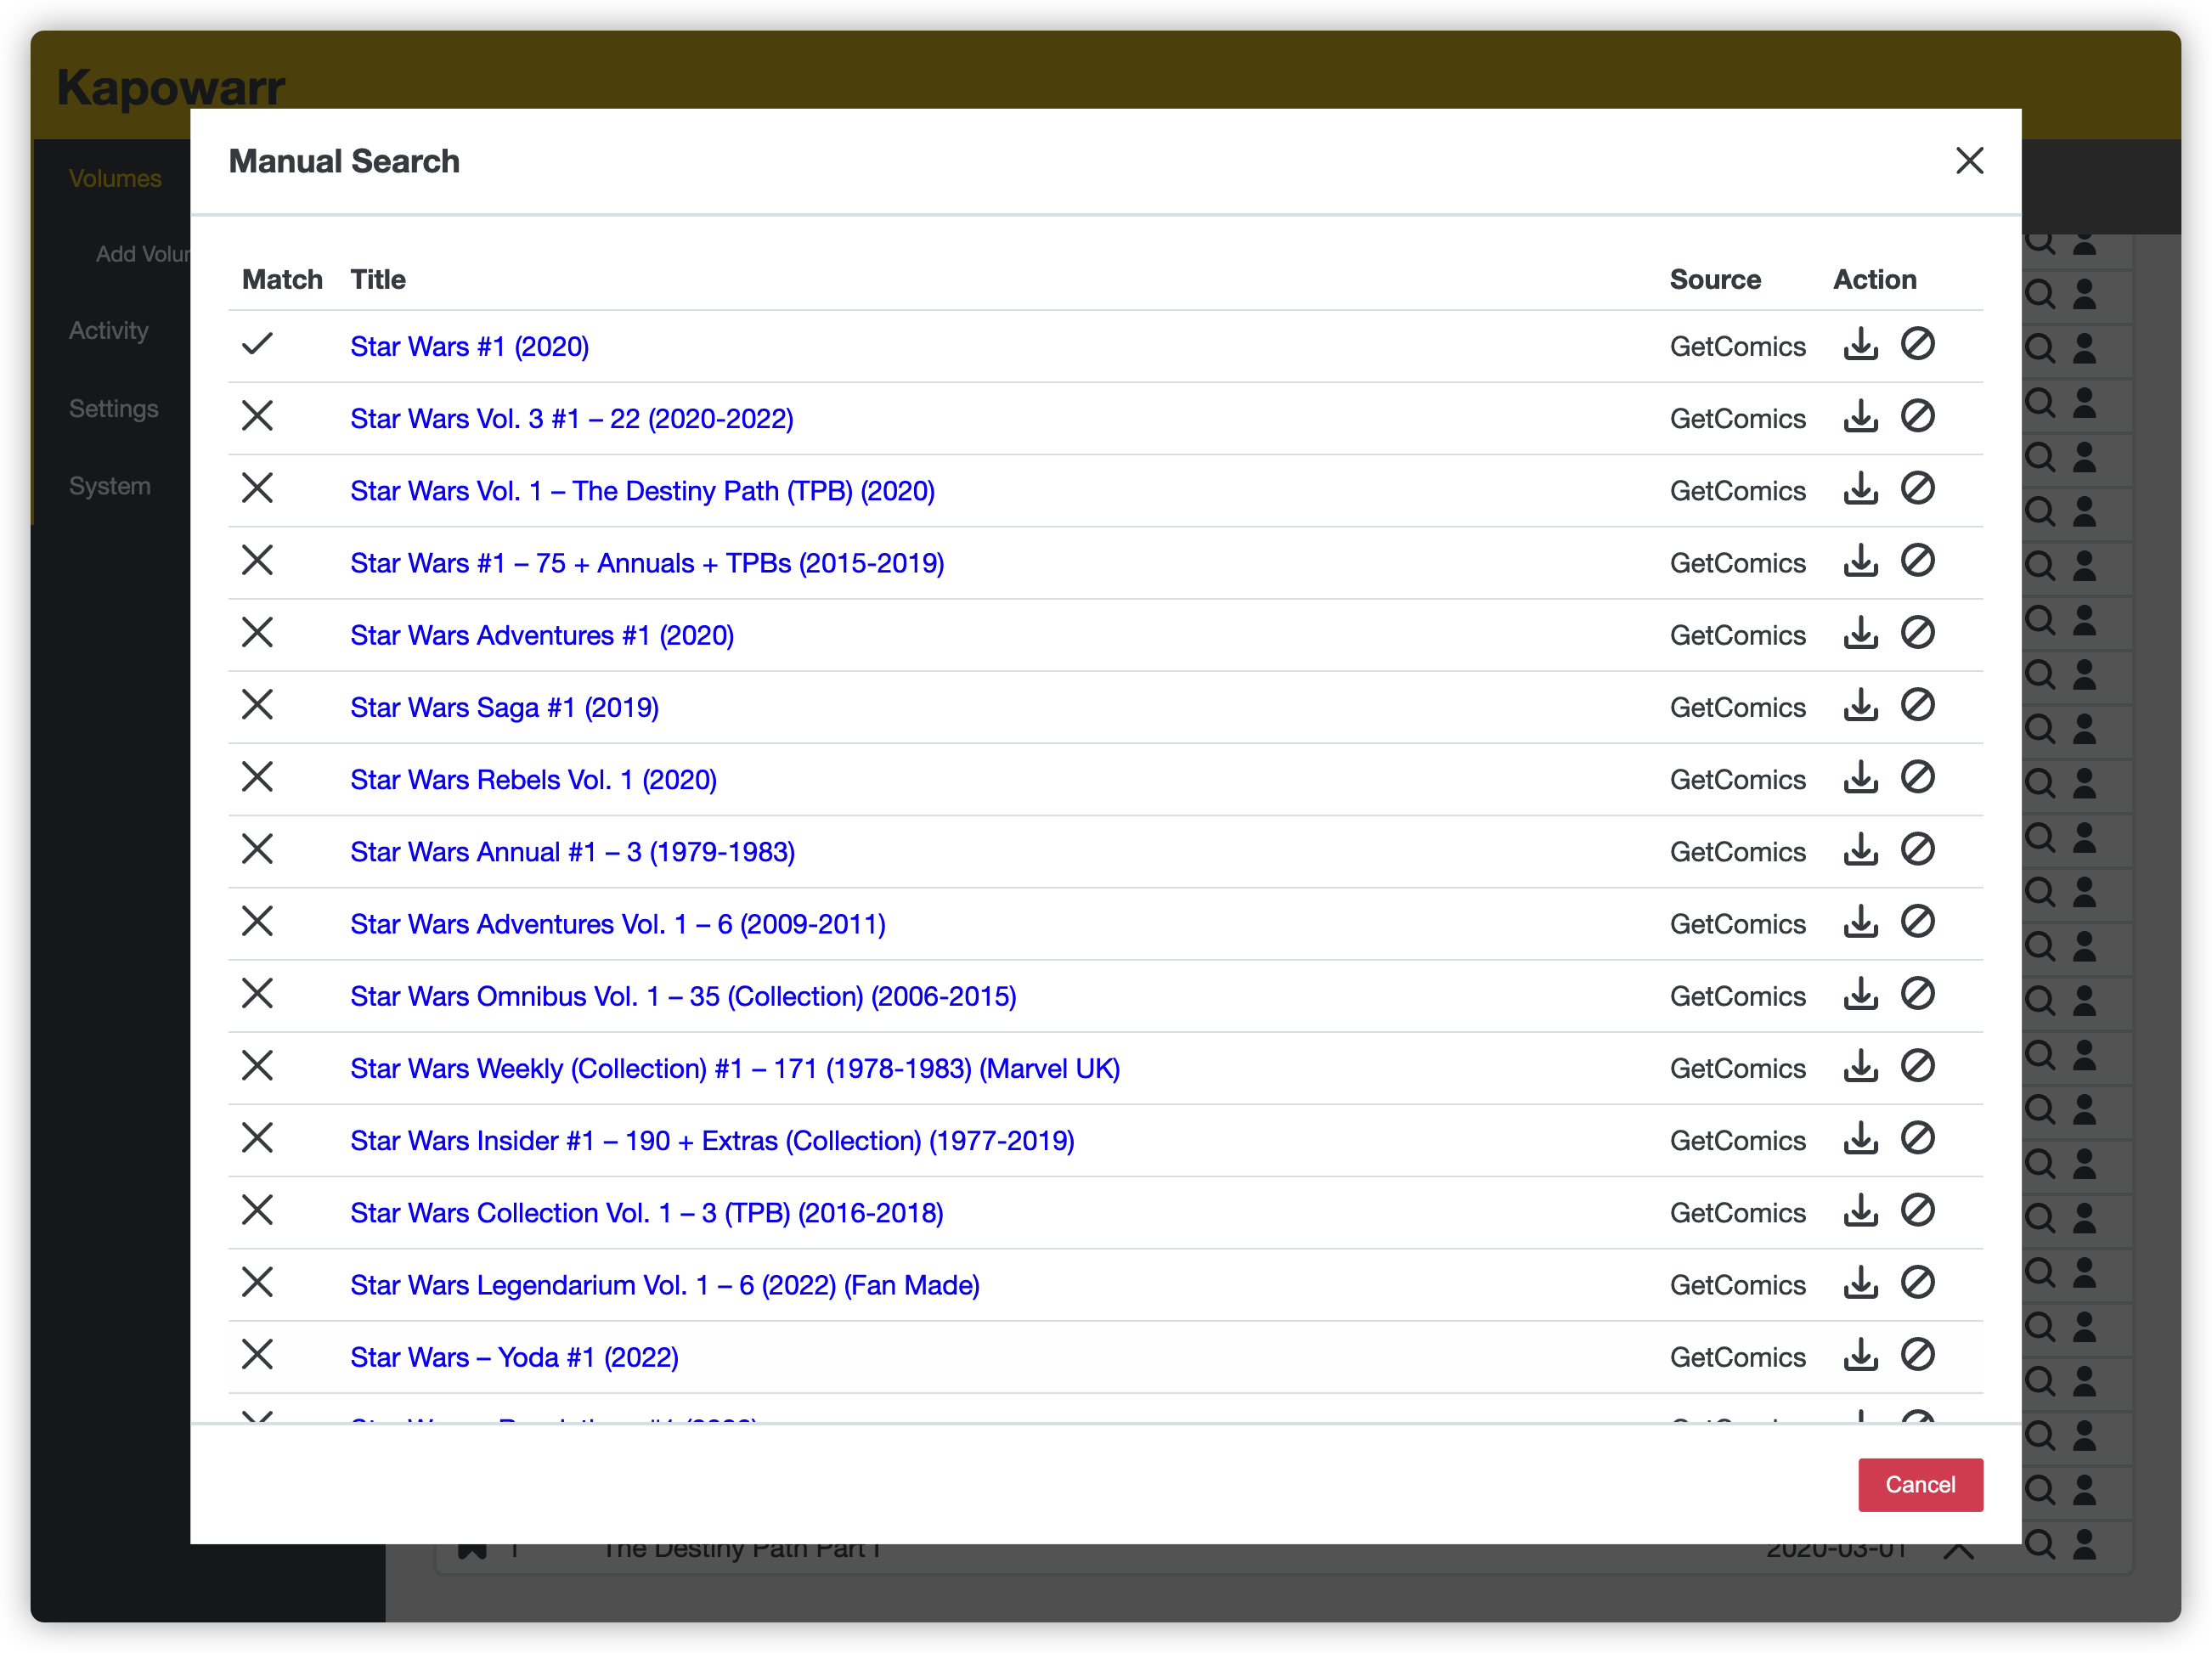 Kapowarr
Manual Search
Volumes
Add Volu
Activity
Settings
System
Match Title Source Action
Star Wars #1 (2020) GetComics
Star Wars Vol. 3 #1 – 22 (2020-2022) GetComics
Star Wars Vol. 1 – The Destiny Path (TPB) (2020) GetComics
Star Wars #1 – 75 + Annuals + TPBs (2015-2019) GetComics
Star Wars Adventures #1 (2020) GetComics
Star Wars Saga #1 (2019) GetComics
Star Wars Rebels Vol. 1 (2020) GetComics
Star Wars Annual #1 – 3 (1979-1983) GetComics
Star Wars Adventures Vol. 1 – 6 (2009-2011) GetComics
Star Wars Omnibus Vol. 1 – 35 (Collection) (2006-2015) GetComics
Star Wars Weekly (Collection) #1 – 171 (1978-1983) (Marvel UK) GetComics
Star Wars Insider #1 – 190 + Extras (Collection) (1977-2019) GetComics
Star Wars Collection Vol. 1 – 3 (TPB) (2016-2018) GetComics
Star Wars Legendarium Vol. 1 – 6 (2022) (Fan Made) GetComics
Star Wars – Yoda #1 (2022) GetComics
Cancel
1 The Destiny Path Part I 2020-03-01